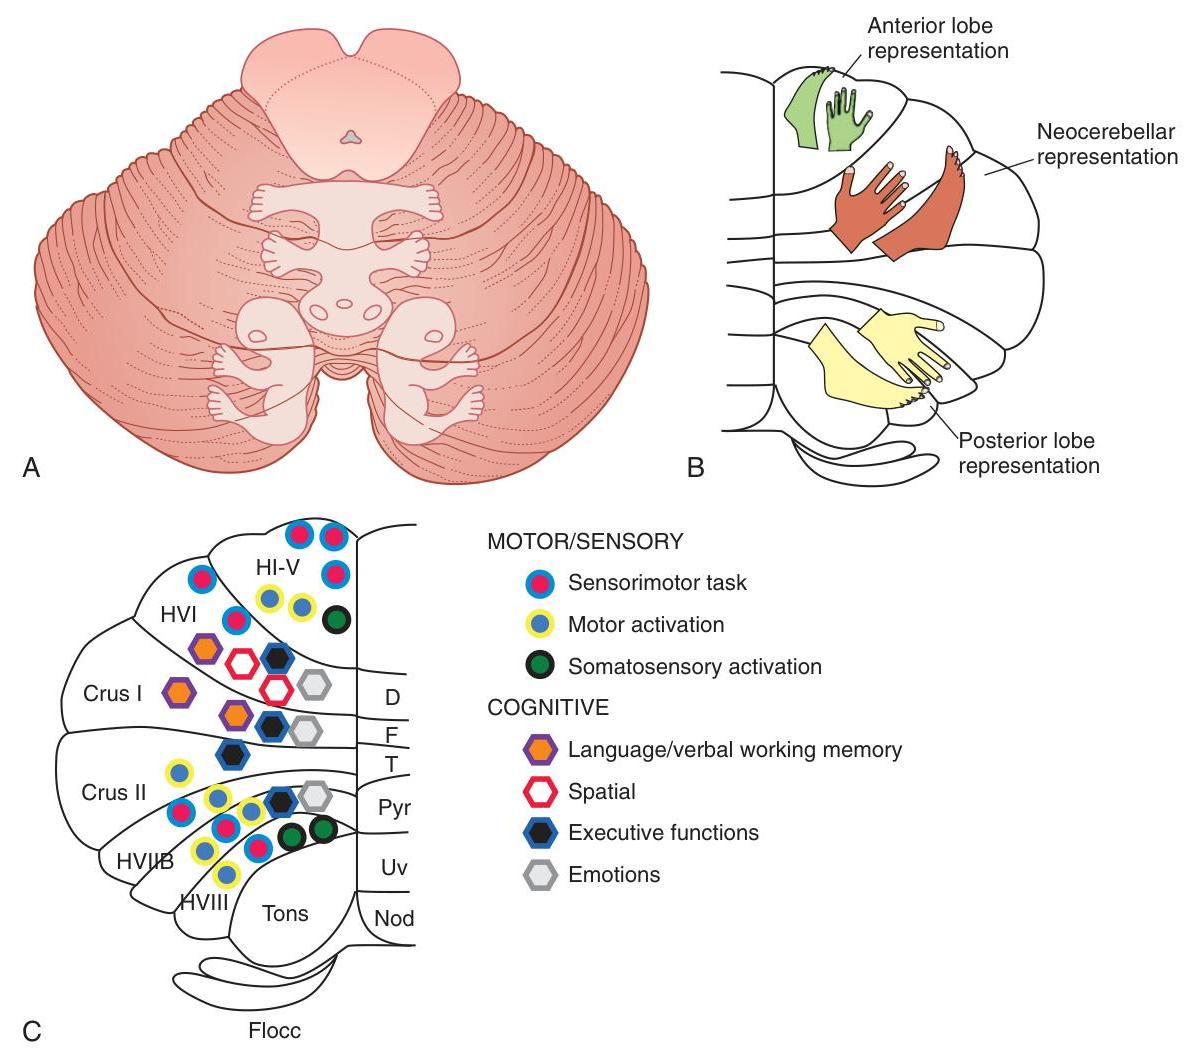 Anterior lobe
representation
Neocerebellar
representation
Posterior lobe
representation
A
B
HI-V
HVI
Crus I
Crus II
HVIIB
HVIII
Tons
D
F
T
Pyr
Uv
Nod
Flocc
C
MOTOR/SENSORY
Sensorimotor task
Motor activation
Somatosensory activation
COGNITIVE
Language/verbal working memory
Spatial
Executive functions
Emotions